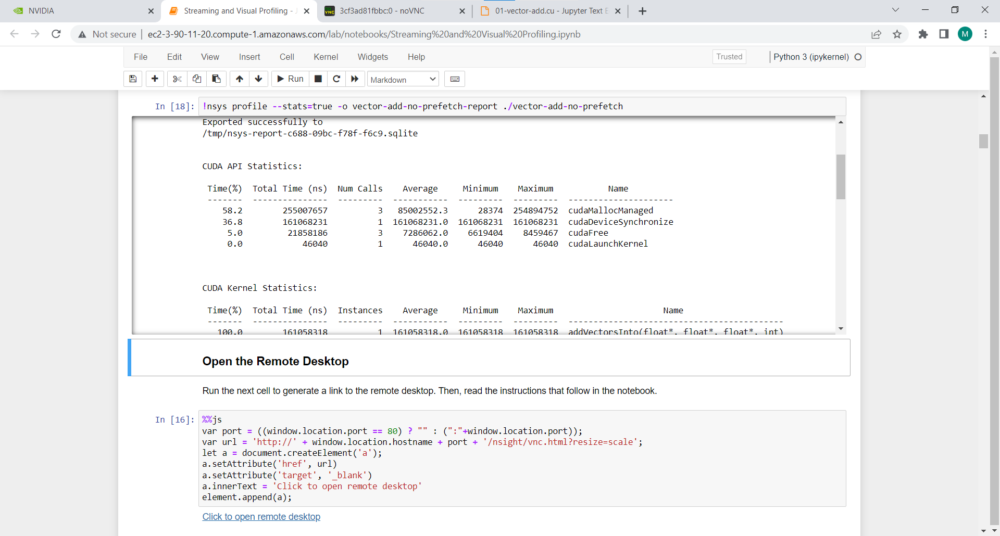 NVIDIA
Streaming and Visual Profiling -
3cf3ad81fbbc:0 - noVNC
01-vector-add.cu - Jupyter Text E
Not secure
ec2-3-90-11-20.compute-1.amazonaws.com/lab/notebooks/Streaming%20and%20Visual%20Profiling.ipynb
M
File Edit View Insert Cell Kernel Widgets Help
Trusted
Python 3 (ipykernel)
Run
Markdown
In [18]: !nsys profile --stats=true -o vector-add-no-prefetch-report ./vector-add-no-prefetch
Exported successfully to
/tmp/nsys-report-c688-09bc-f78f-f6c9.sqlite
CUDA API Statistics:
Time(%) Total Time (ns) Num Calls Average Minimum Maximum Name
------- --------------- --------- ----------- --------- --------- ---------------------
58.2 255007657 3 85002552.3 28374 254894752 cudaMallocManaged
36.8 161068231 1 161068231.0 161068231 161068231 cudaDeviceSynchronize
5.0 21858186 3 7286062.0 6619404 8459467 cudaFree
0.0 46040 1 46040.0 46040 46040 cudaLaunchKernel
CUDA Kernel Statistics:
Time(%) Total Time (ns) Instances Average Minimum Maximum Name
------- --------------- --------- ----------- --------- --------- -------------------------------------------
100.0 161058318 1 161058318.0 161058318 161058318 addVectorsInto(float*, float*, float*, int)
Open the Remote Desktop
Run the next cell to generate a link to the remote desktop. Then, read the instructions that follow in the notebook.
In [16]: %%js
var port = ((window.location.port == 80) ? "" : (":"+window.location.port));
var url = 'http://' + window.location.hostname + port + '/nsight/vnc.html?resize=scale';
let a = document.createElement('a');
a.setAttribute('href', url)
a.setAttribute('target', '_blank')
a.innerText = 'Click to open remote desktop'
element.append(a);
Click to open remote desktop